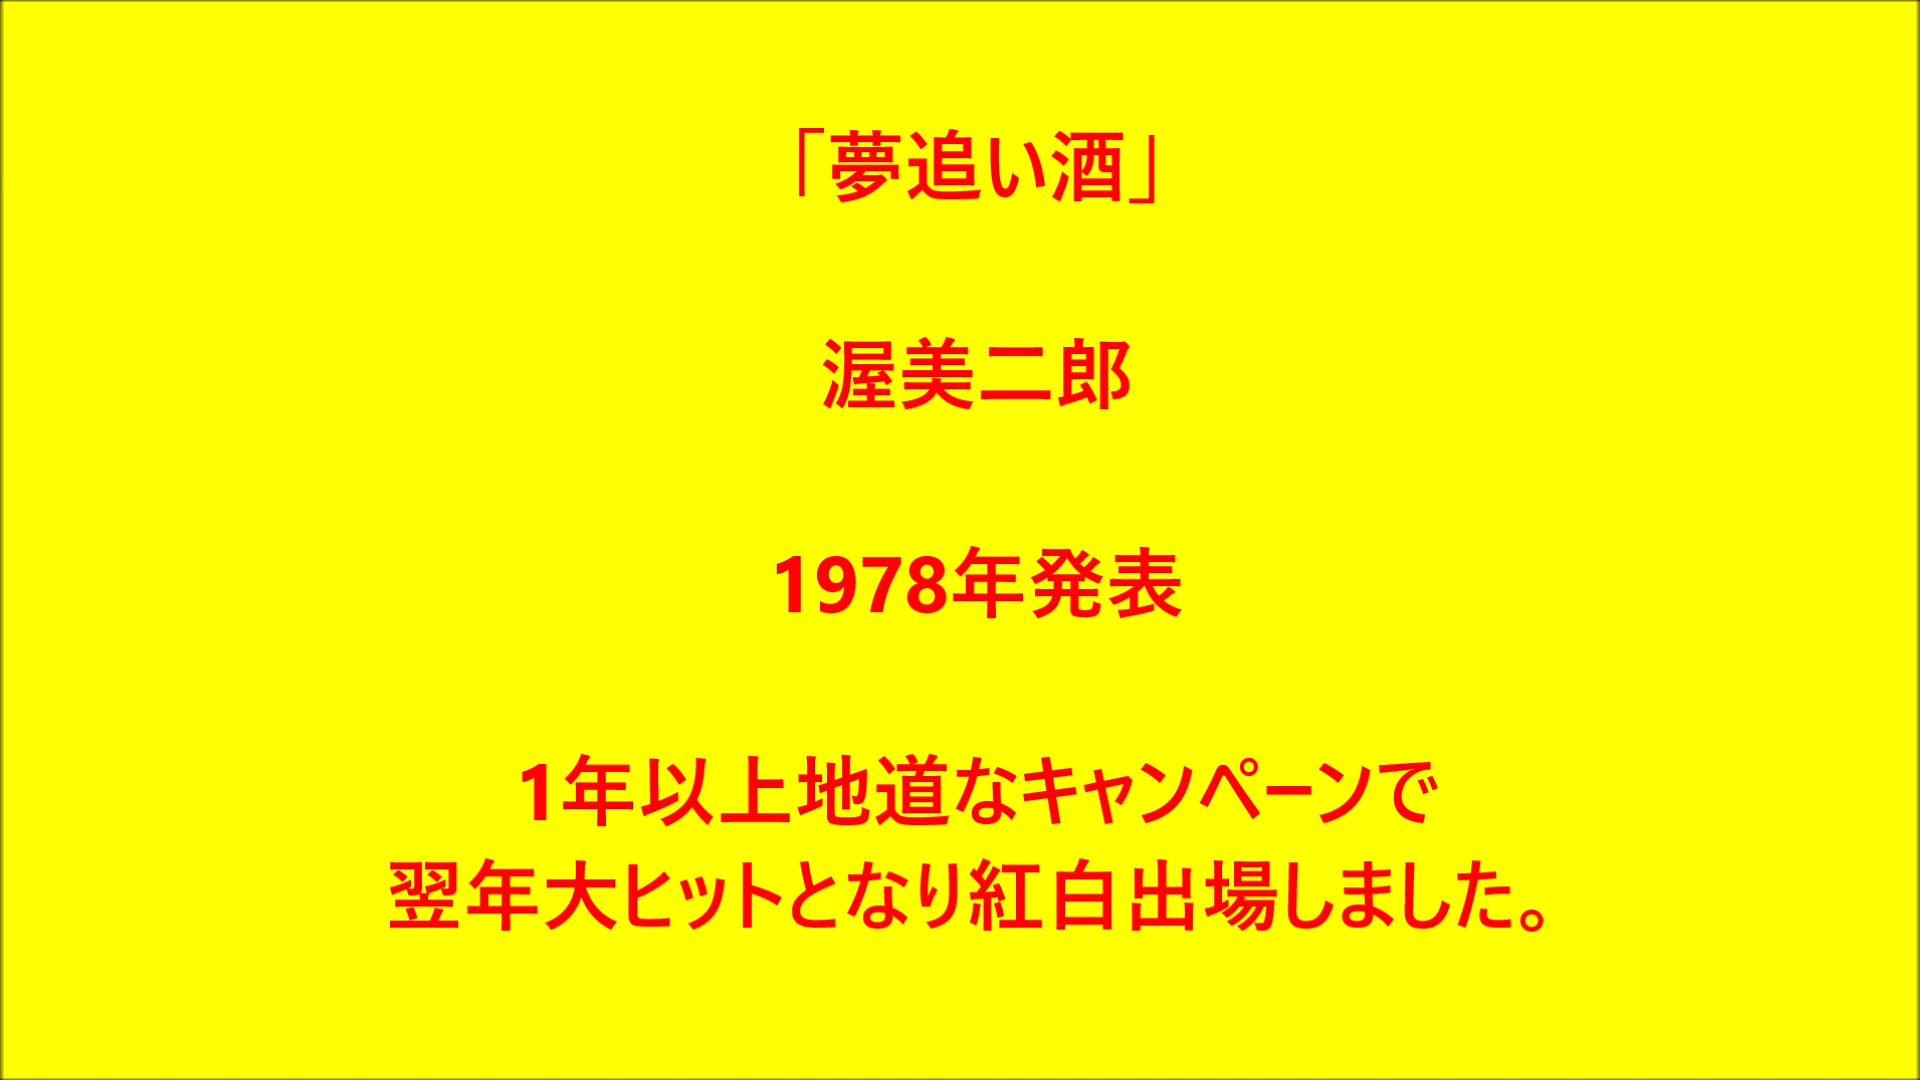 「夢追い酒」
渥美二郎
1978年発表
1年以上地道なキャンペーンで
翌年大ヒットとなり紅白出場しました。